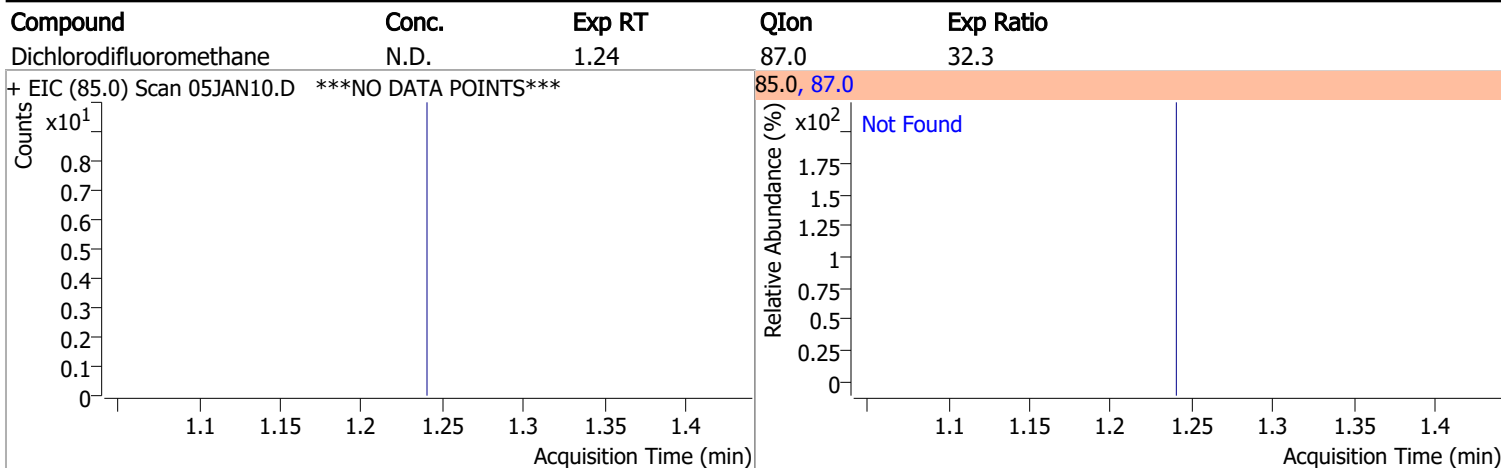 Compound Conc. Exp RT QIon Exp Ratio
Dichlorodifluoromethane N.D. 1.24 87.0 32.3
+ EIC (85.0) Scan 05JAN10.D ***NO DATA POINTS***
Counts
x10¹
0.8
0.7
0.6
0.5
0.4
0.3
0.2
0.1
0
1.1 1.15 1.2 1.25 1.3 1.35 1.4
Acquisition Time (min)
85.0, 87.0
Relative Abundance (%)
x10²
Not Found
1.75
1.5
1.25
1
0.75
0.5
0.25
0
1.1 1.15 1.2 1.25 1.3 1.35 1.4
Acquisition Time (min)